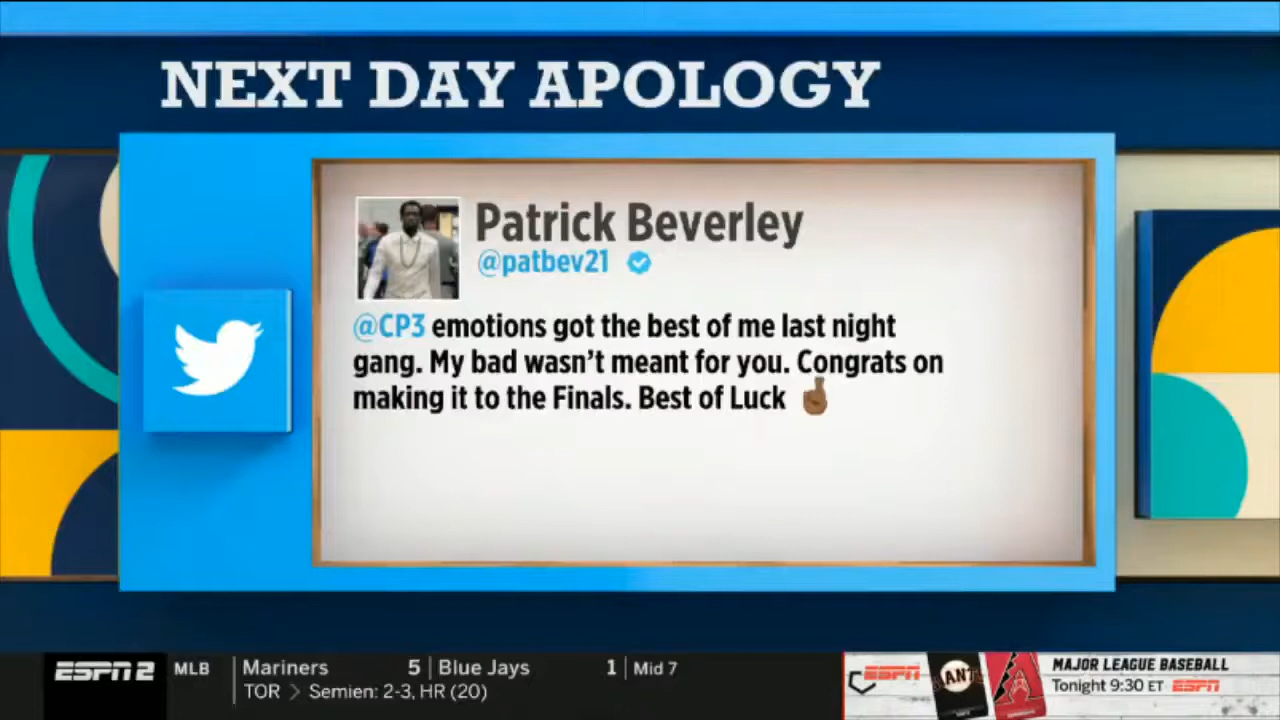 NEXT DAY APOLOGY
Patrick Beverley
@patbev21
@CP3 emotions got the best of me last night
gang. My bad wasn't meant for you. Congrats on
making it to the Finals. Best of Luck 🤞🏾
ESPN2 MLB Mariners 5 Blue Jays 1 Mid 7
TOR > Semien: 2-3, HR (20)
ESPN
MAJOR LEAGUE BASEBALL
Tonight 9:30 ET ESPN